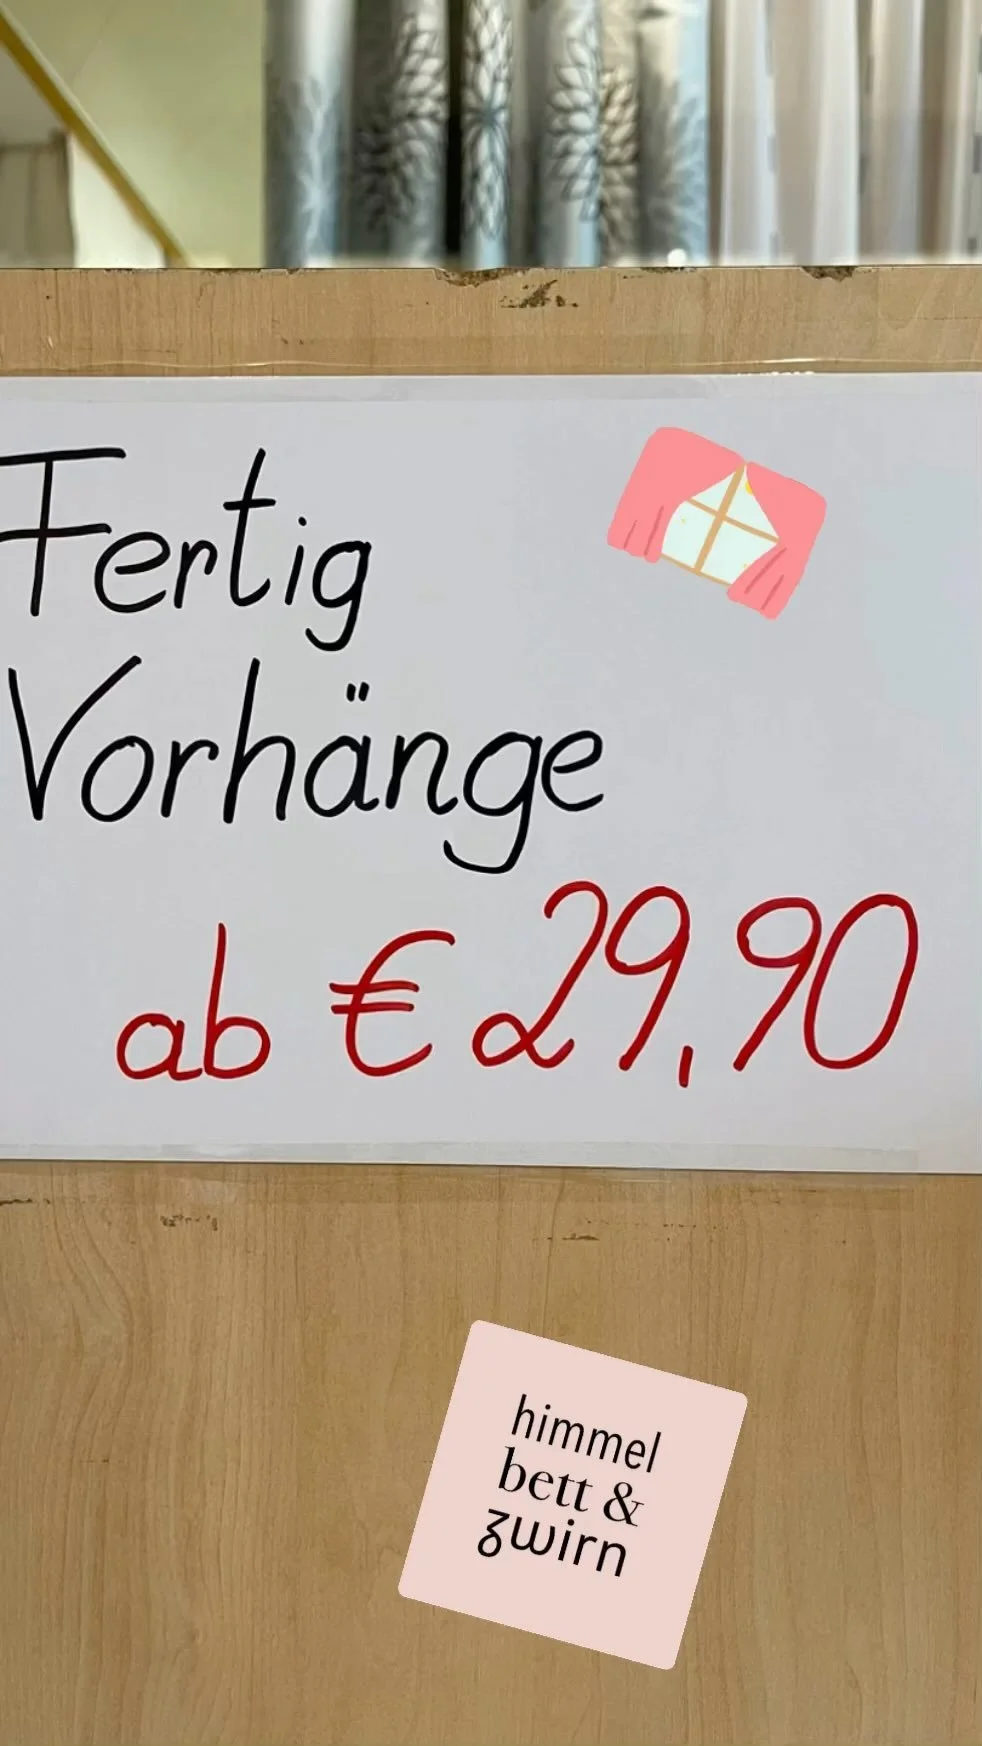 Fertig
Vorhänge
ab € 29,90
himmel
bett &
zwirn